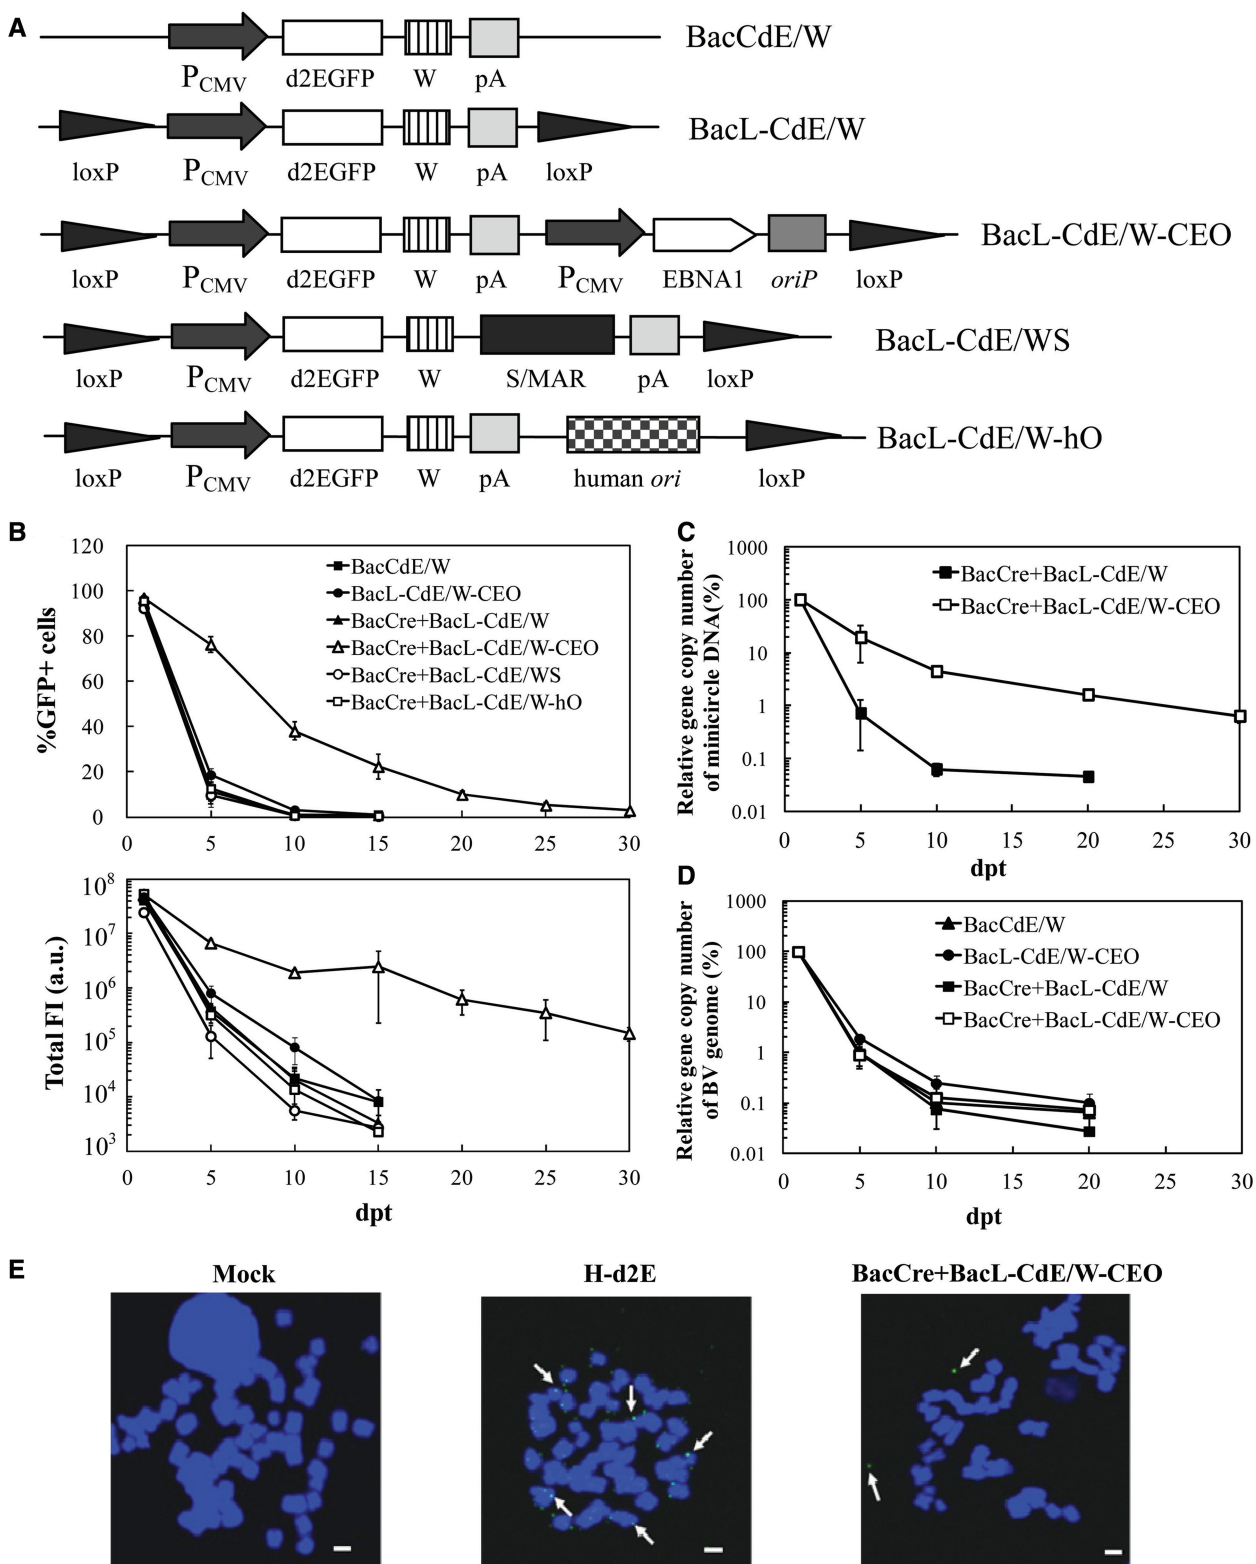 A
BacCdE/W
P_CMV d2EGFP W pA
BacL-CdE/W
loxP P_CMV d2EGFP W pA loxP
BacL-CdE/W-CEO
loxP P_CMV d2EGFP W pA P_CMV EBNA1 oriP loxP
BacL-CdE/WS
loxP P_CMV d2EGFP W S/MAR pA loxP
BacL-CdE/W-hO
loxP P_CMV d2EGFP W pA human ori loxP
B
%GFP+ cells
120
100
80
60
40
20
0
BacCdE/W
BacL-CdE/W-CEO
BacCre+BacL-CdE/W
BacCre+BacL-CdE/W-CEO
BacCre+BacL-CdE/WS
BacCre+BacL-CdE/W-hO
0 5 10 15 20 25 30
Total FI (a.u.)
10^8
10^7
10^6
10^5
10^4
10^3
0 5 10 15 20 25 30
dpt
C
Relative gene copy number
of minicircle DNA(%)
1000
100
10
1
0.1
0.01
BacCre+BacL-CdE/W
BacCre+BacL-CdE/W-CEO
0 5 10 15 20 25 30
dpt
D
Relative gene copy number
of BV genome (%)
1000
100
10
1
0.1
0.01
BacCdE/W
BacL-CdE/W-CEO
BacCre+BacL-CdE/W
BacCre+BacL-CdE/W-CEO
0 5 10 15 20 25 30
dpt
E
Mock
H-d2E
BacCre+BacL-CdE/W-CEO